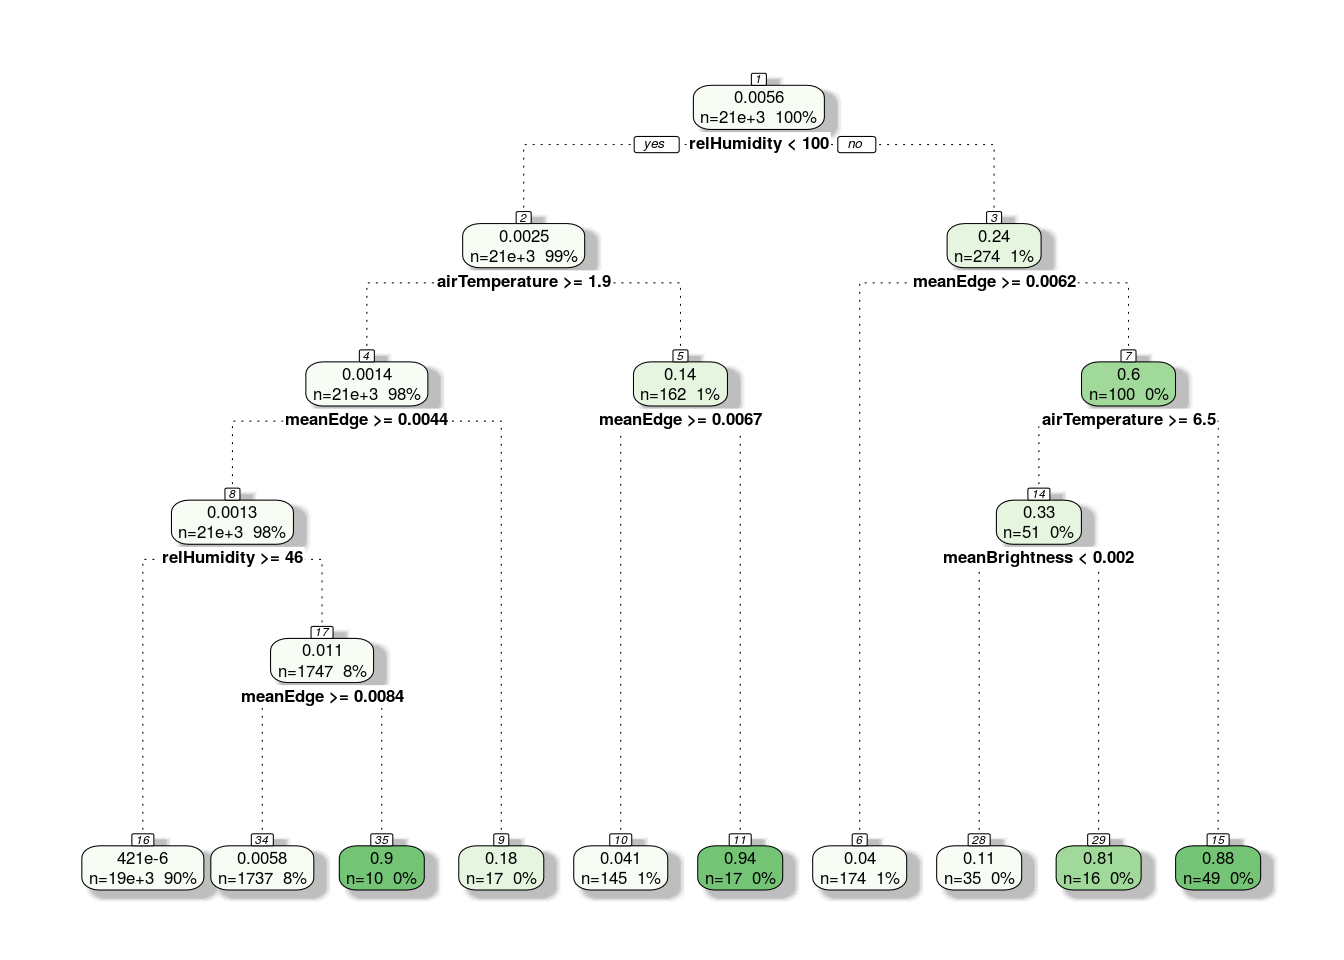 1
0.0056
n=21e+3 100%
yes relHumidity < 100 no
2 3
0.0025 0.24
n=21e+3 99% n=274 1%
airTemperature >= 1.9 meanEdge >= 0.0062
4 5 7
0.0014 0.14 0.6
n=21e+3 98% n=162 1% n=100 0%
meanEdge >= 0.0044 meanEdge >= 0.0067 airTemperature >= 6.5
8 14
0.0013 0.33
n=21e+3 98% n=51 0%
relHumidity >= 46 meanBrightness < 0.002
17
0.011
n=1747 8%
meanEdge >= 0.0084
16 34 35 9 10 11 6 28 29 15
421e-6 0.0058 0.9 0.18 0.041 0.94 0.04 0.11 0.81 0.88
n=19e+3 90% n=1737 8% n=10 0% n=17 0% n=145 1% n=17 0% n=174 1% n=35 0% n=16 0% n=49 0%